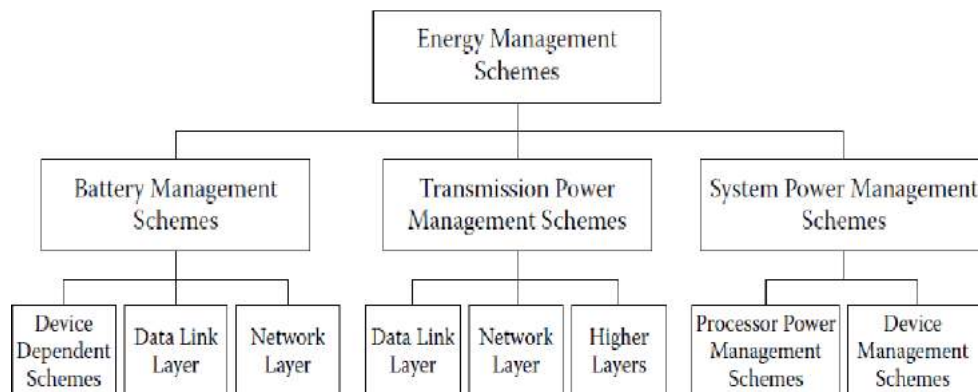 Energy Management
Schemes
Battery Management
Schemes
Transmission Power
Management Schemes
System Power Management
Schemes
Device
Dependent
Schemes
Data Link
Layer
Network
Layer
Data Link
Layer
Network
Layer
Higher
Layers
Processor Power
Management
Schemes
Device
Management
Schemes